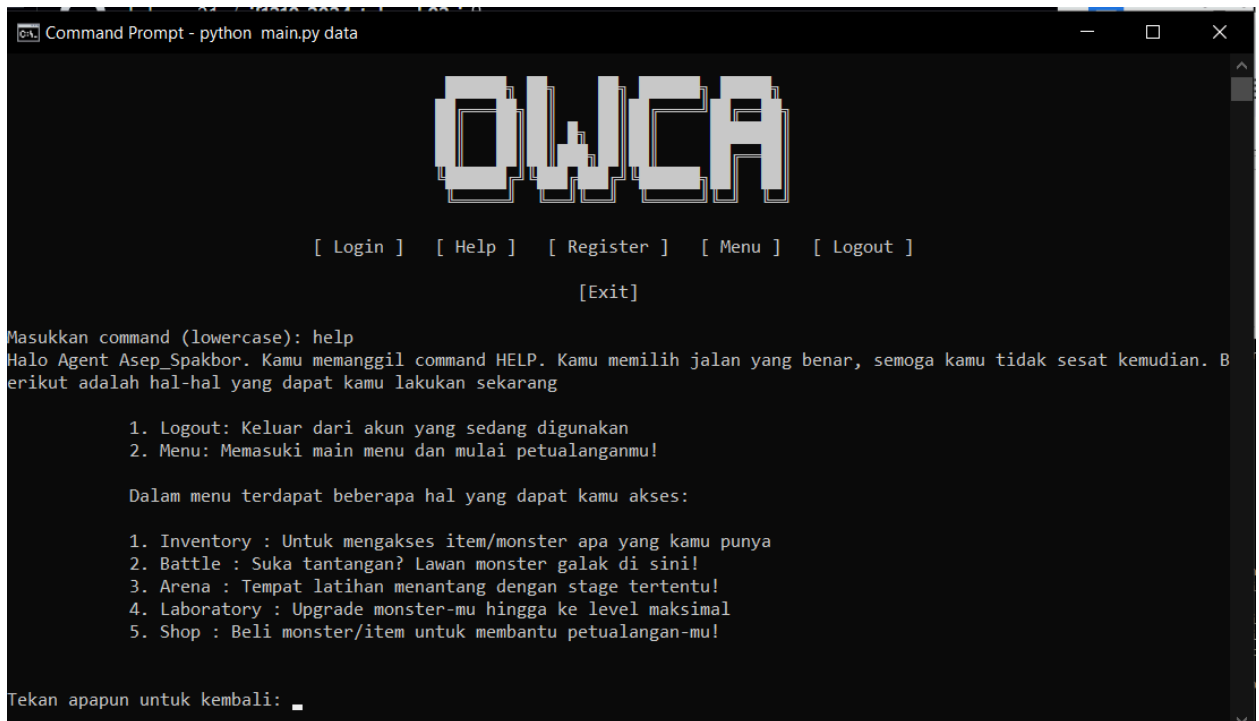 Command Prompt - python  main.py data
OWCA
[ Login ]   [ Help ]   [ Register ]   [ Menu ]   [ Logout ]
[Exit]
Masukkan command (lowercase): help
Halo Agent Asep_Spakbor. Kamu memanggil command HELP. Kamu memilih jalan yang benar, semoga kamu tidak sesat kemudian. B
erikut adalah hal-hal yang dapat kamu lakukan sekarang
1. Logout: Keluar dari akun yang sedang digunakan
2. Menu: Memasuki main menu dan mulai petualanganmu!
Dalam menu terdapat beberapa hal yang dapat kamu akses:
1. Inventory : Untuk mengakses item/monster apa yang kamu punya
2. Battle : Suka tantangan? Lawan monster galak di sini!
3. Arena : Tempat latihan menantang dengan stage tertentu!
4. Laboratory : Upgrade monster-mu hingga ke level maksimal
5. Shop : Beli monster/item untuk membantu petualangan-mu!
Tekan apapun untuk kembali: